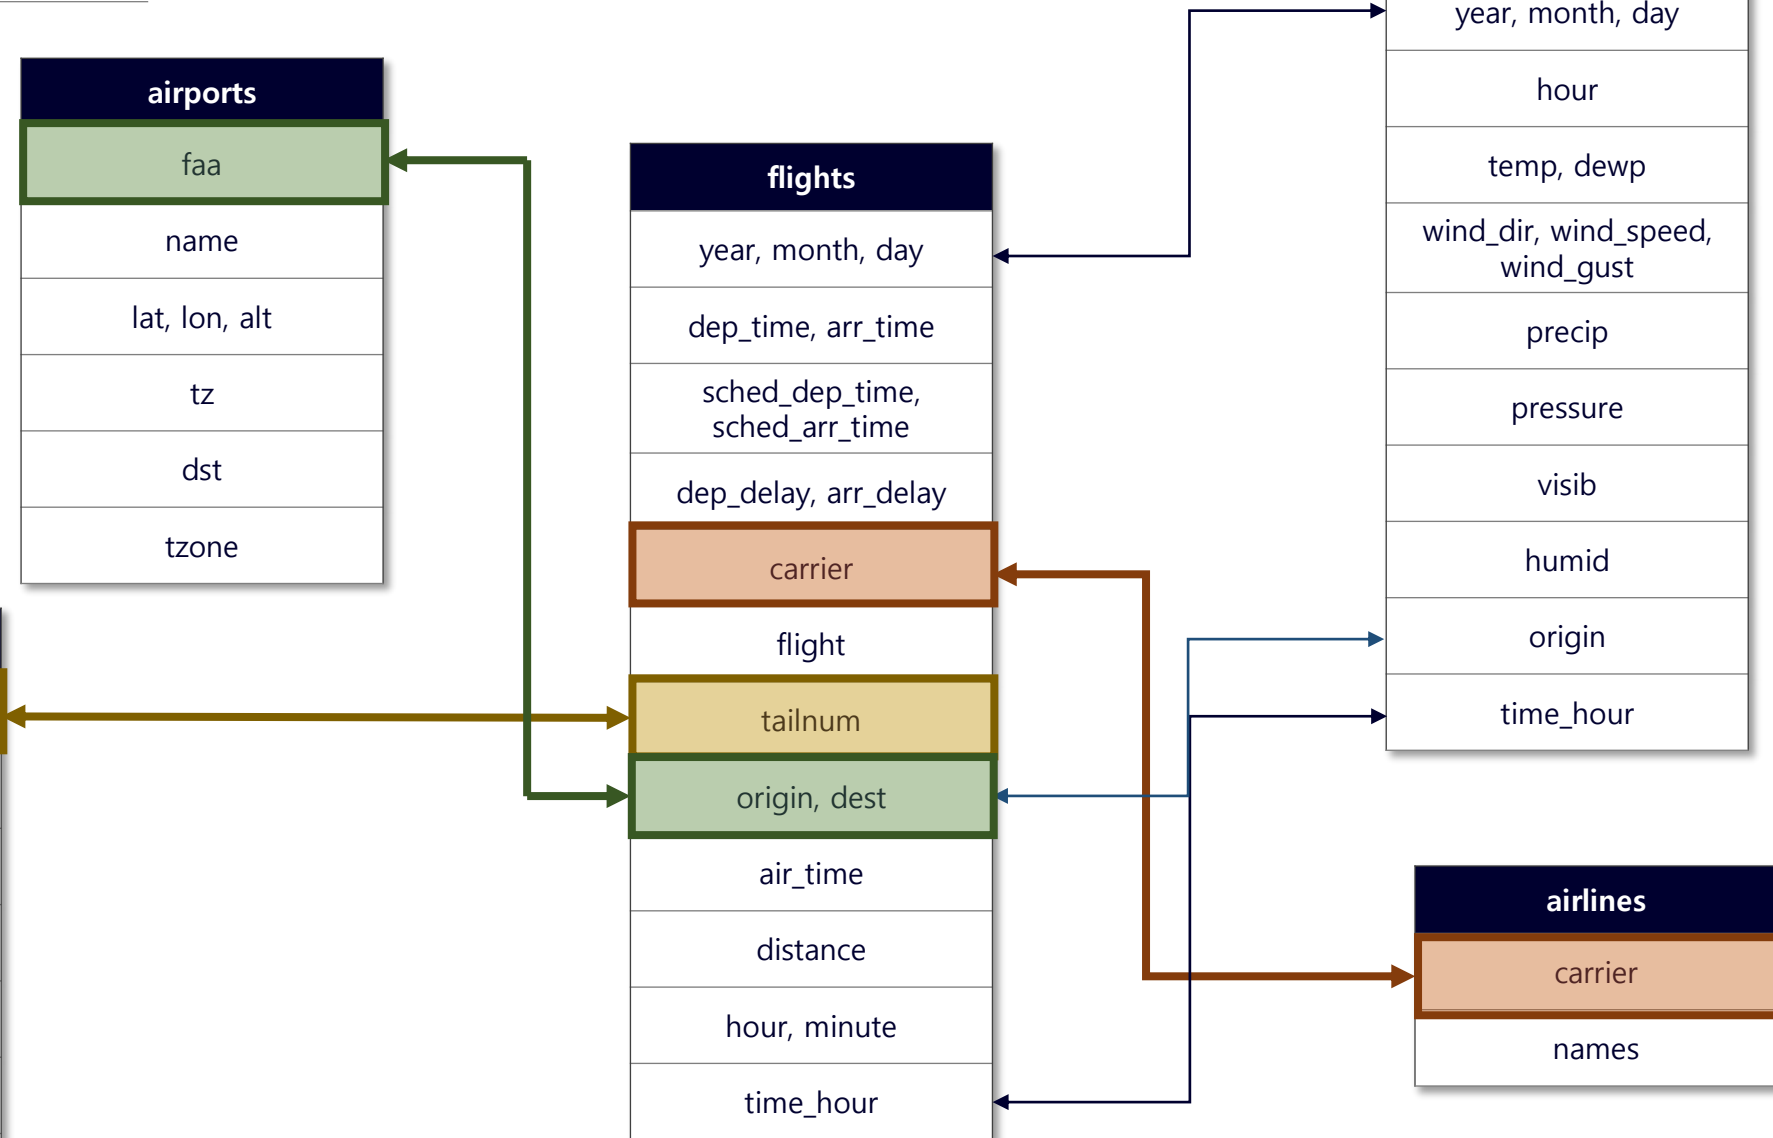 airports
faa
name
lat, lon, alt
tz
dst
tzone
flights
year, month, day
dep_time, arr_time
sched_dep_time,
sched_arr_time
dep_delay, arr_delay
carrier
flight
tailnum
origin, dest
air_time
distance
hour, minute
time_hour
year, month, day
hour
temp, dewp
wind_dir, wind_speed,
wind_gust
precip
pressure
visib
humid
origin
time_hour
airlines
carrier
names